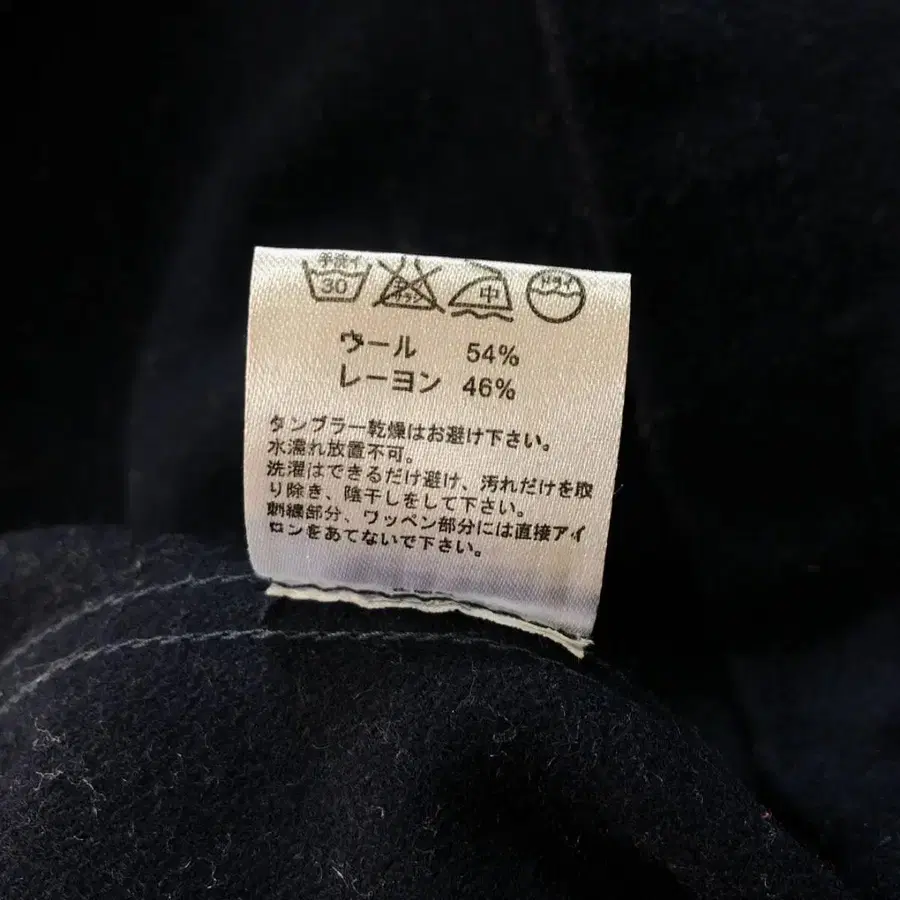 手洗イ 30 中 ドライ
ウール 54%
レーヨン 46%
タンブラー乾燥はお避け下さい。
水濡れ放置不可。
洗濯はできるだけ避け、汚れだけを取
り除き、陰干しをして下さい。
刺繍部分、ワッペン部分には直接アイ
ロンをあてないで下さい。